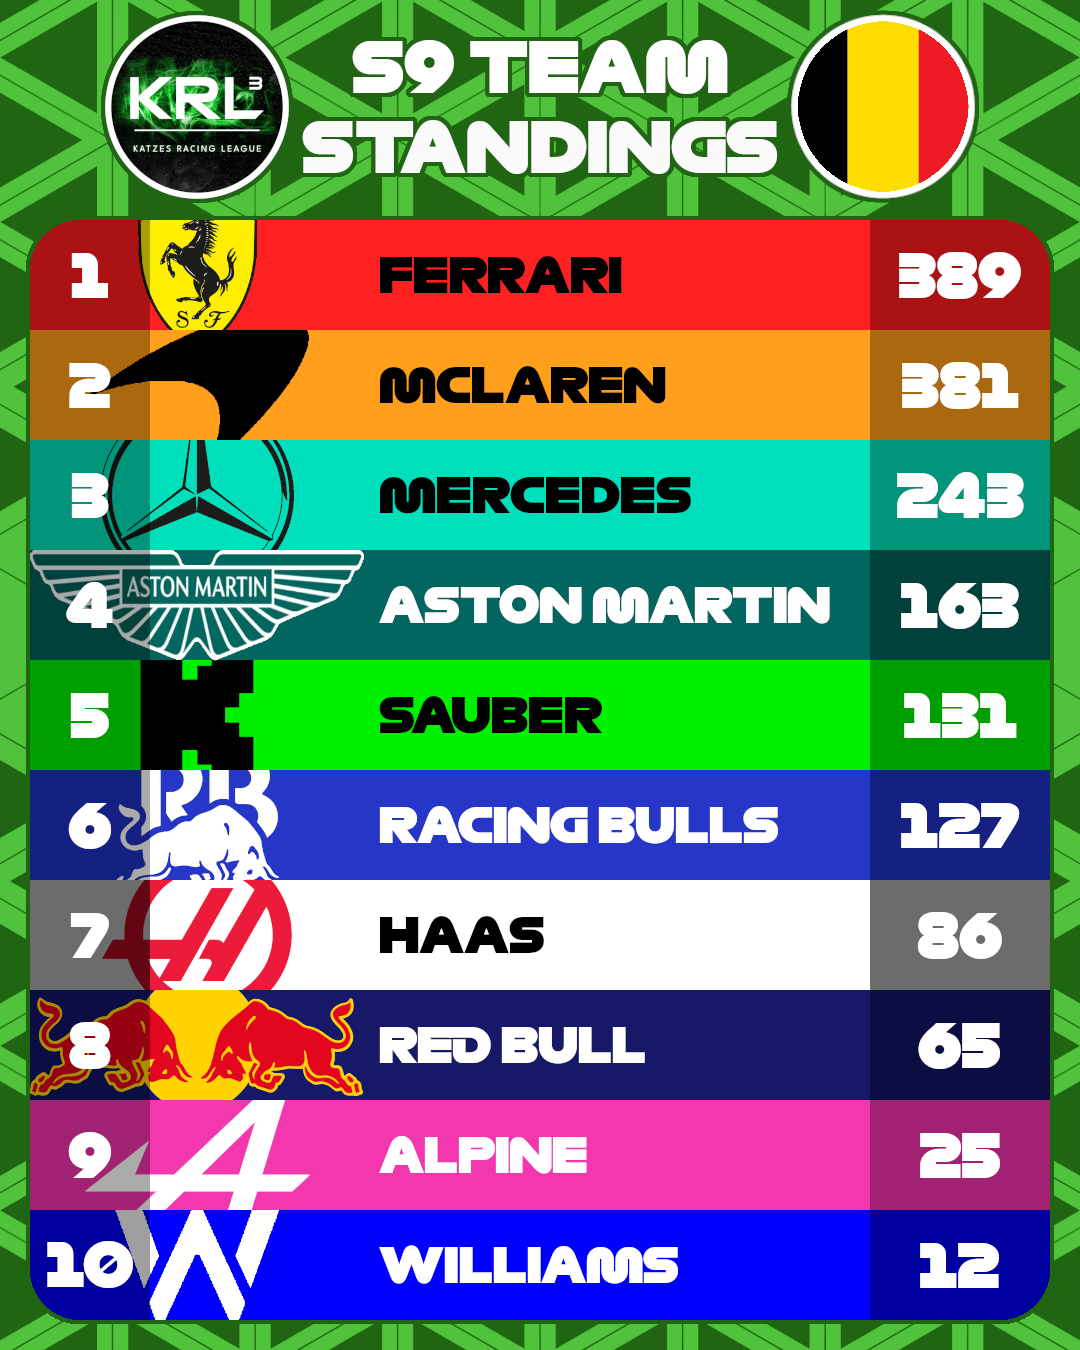 KRL3
KATZES RACING LEAGUE
S9 TEAM
STANDINGS
1 SF FERRARI 389
2 MCLAREN 381
3 MERCEDES 243
4 ASTON MARTIN ASTON MARTIN 163
5 SAUBER 131
6 RB RACING BULLS 127
7 H HAAS 86
8 RED BULL 65
9 A ALPINE 25
10 W WILLIAMS 12